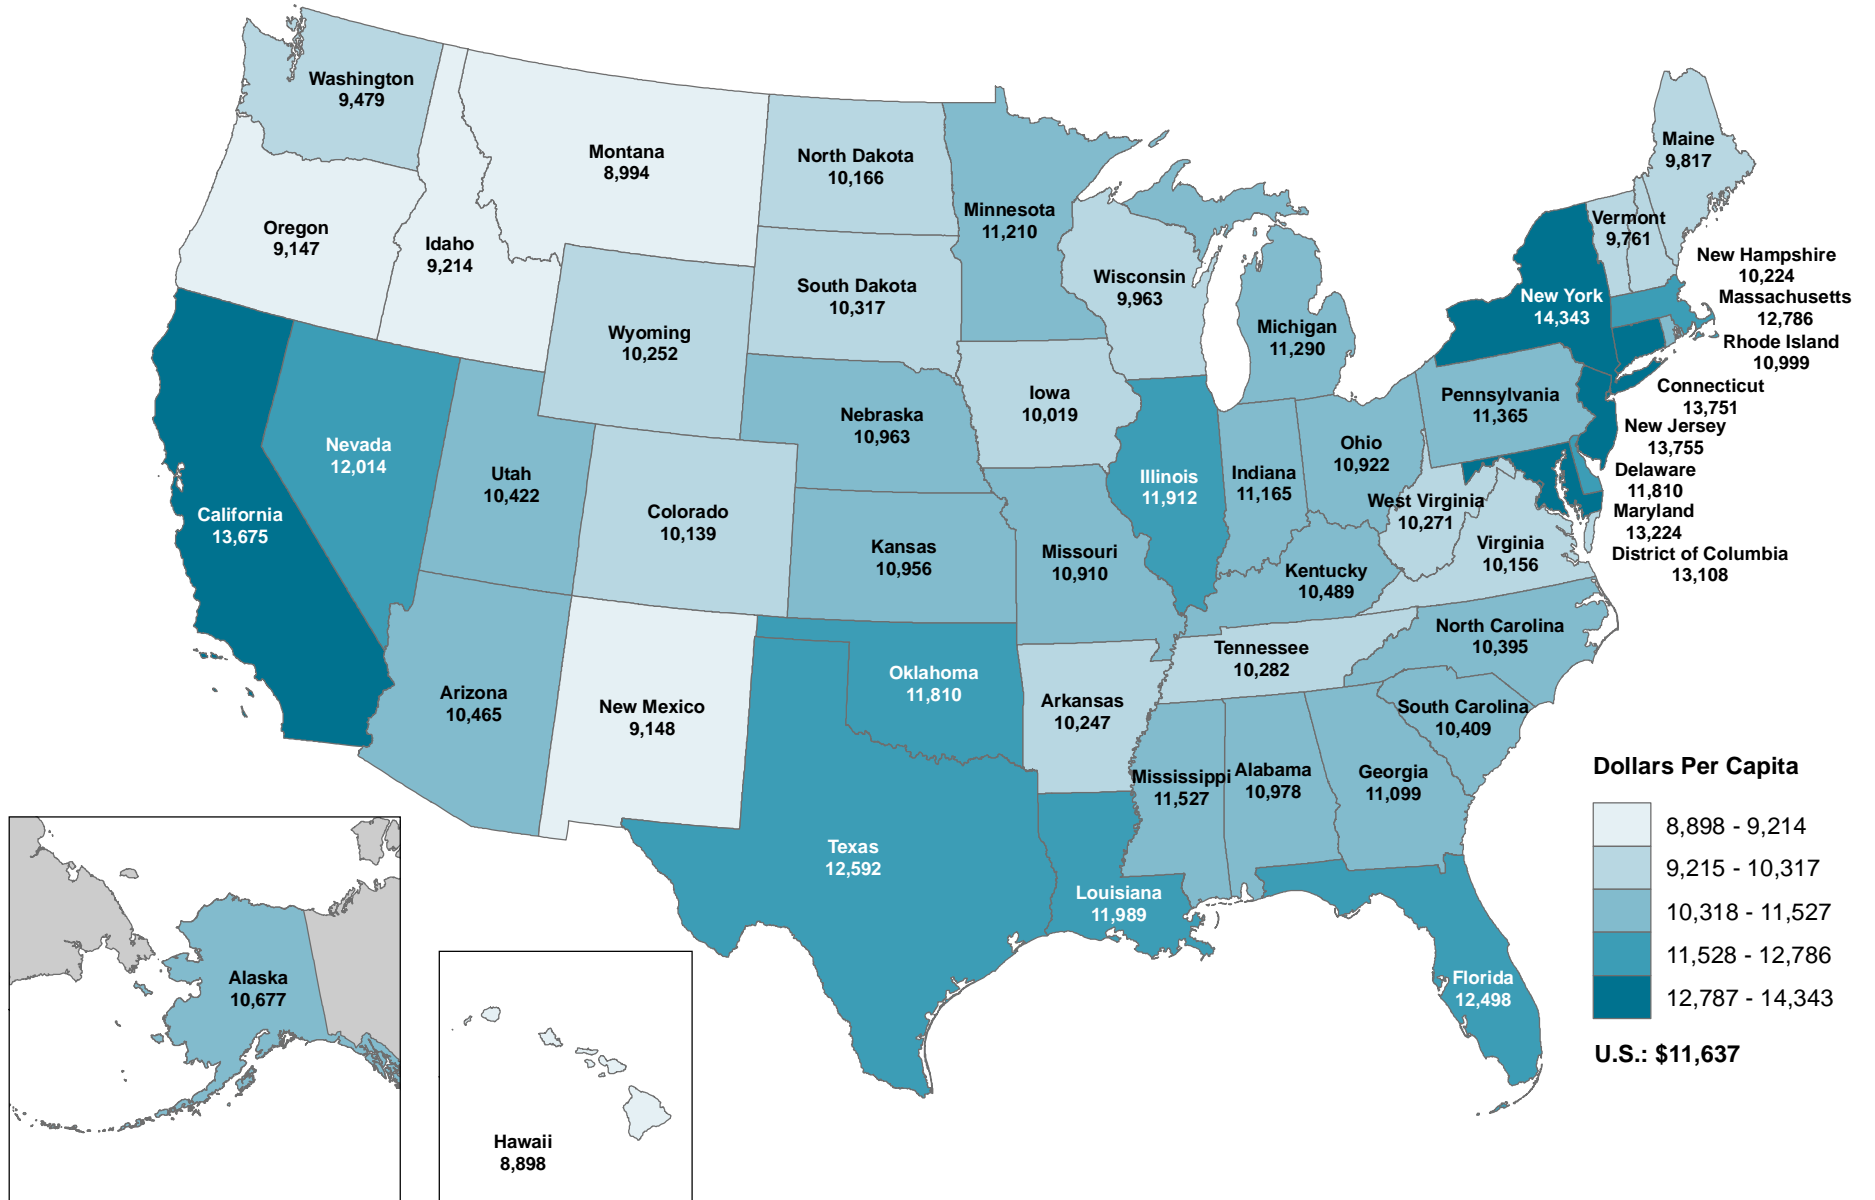 Washington
9,479
Montana
8,994
North Dakota
10,166
Minnesota
11,210
Maine
9,817
Oregon
9,147
Idaho
9,214
Vermont
9,761
New Hampshire
10,224
South Dakota
10,317
Wisconsin
9,963
New York
14,343
Massachusetts
12,786
Wyoming
10,252
Michigan
11,290
Rhode Island
10,999
Iowa
10,019
Pennsylvania
11,365
Connecticut
13,751
Nebraska
10,963
New Jersey
13,755
Nevada
12,014
Utah
10,422
Illinois
11,912
Indiana
11,165
Ohio
10,922
Delaware
11,810
California
13,675
Colorado
10,139
West Virginia
10,271
Maryland
13,224
Kansas
10,956
Missouri
10,910
Virginia
10,156
District of Columbia
13,108
Kentucky
10,489
North Carolina
10,395
Tennessee
10,282
Oklahoma
11,810
Arizona
10,465
New Mexico
9,148
Arkansas
10,247
South Carolina
10,409
Mississippi
11,527
Alabama
10,978
Georgia
11,099
Texas
12,592
Louisiana
11,989
Florida
12,498
Alaska
10,677
Hawaii
8,898
Dollars Per Capita
8,898 - 9,214
9,215 - 10,317
10,318 - 11,527
11,528 - 12,786
12,787 - 14,343
U.S.: $11,637